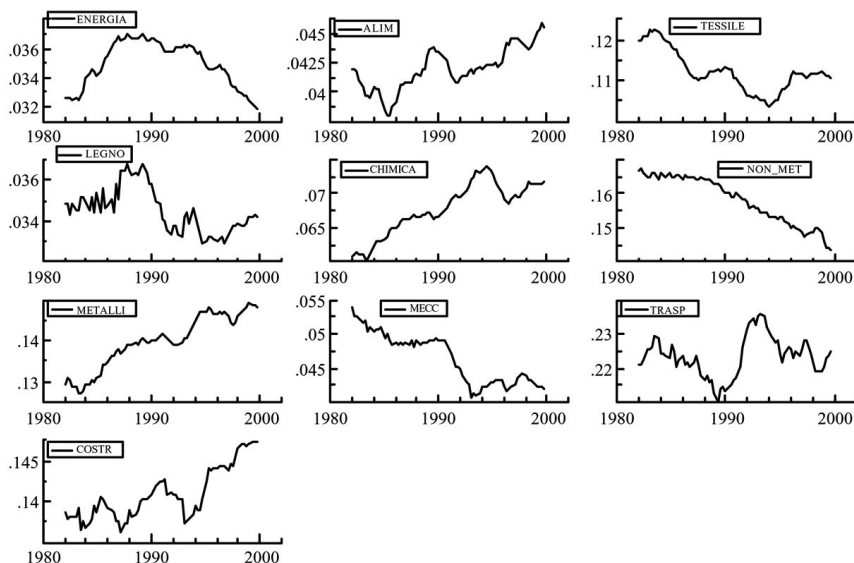 ENERGIA
.036
.034
.032
1980 1990 2000
ALIM
.045
.0425
.04
1980 1990 2000
TESSILE
.12
.11
1980 1990 2000
LEGNO
.036
.034
1980 1990 2000
CHIMICA
.07
.065
1980 1990 2000
NON_MET
.16
.15
1980 1990 2000
METALLI
.14
.13
1980 1990 2000
MECC
.055
.05
.045
1980 1990 2000
TRASP
.23
.22
1980 1990 2000
COSTR
.145
.14
1980 1990 2000